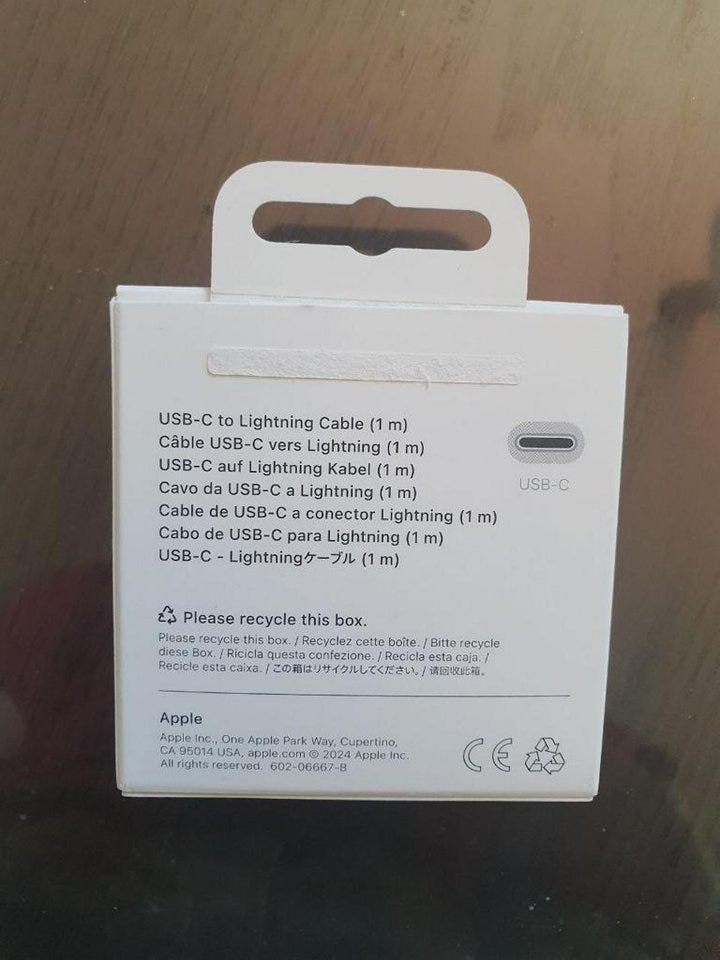 USB-C to Lightning Cable (1 m)
Câble USB-C vers Lightning (1 m)
USB-C auf Lightning Kabel (1 m)
Cavo da USB-C a Lightning (1 m)
Cable de USB-C a conector Lightning (1 m)
Cabo de USB-C para Lightning (1 m)
USB-C - Lightningケーブル (1 m)
USB-C
Please recycle this box.
Please recycle this box. / Recyclez cette boîte. / Bitte recycle
diese Box. / Ricicla questa confezione. / Recicla esta caja. /
Recicle esta caixa. / この箱はリサイクルしてください。/ 请回收此箱。
Apple
Apple Inc., One Apple Park Way, Cupertino,
CA 95014 USA, apple.com © 2024 Apple Inc.
All rights reserved. 602-06667-B
CE